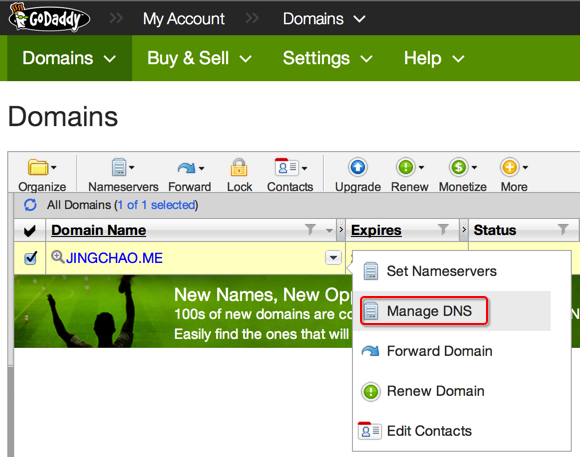 GoDaddy My Account Domains
Domains Buy & Sell Settings Help
Domains
Organize Nameservers Forward Lock Contacts Upgrade Renew Monetize More
All Domains (1 of 1 selected)
Domain Name Expires Status
JINGCHAO.ME
Set Nameservers
Manage DNS
Forward Domain
Renew Domain
Edit Contacts
New Names, New Op
100s of new domains are co
Easily find the ones that will